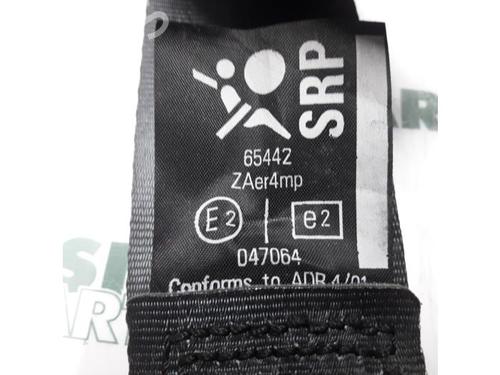 SRP
65442
ZAer4mp
E2 e2
047064
Conforms to ADR 4/01